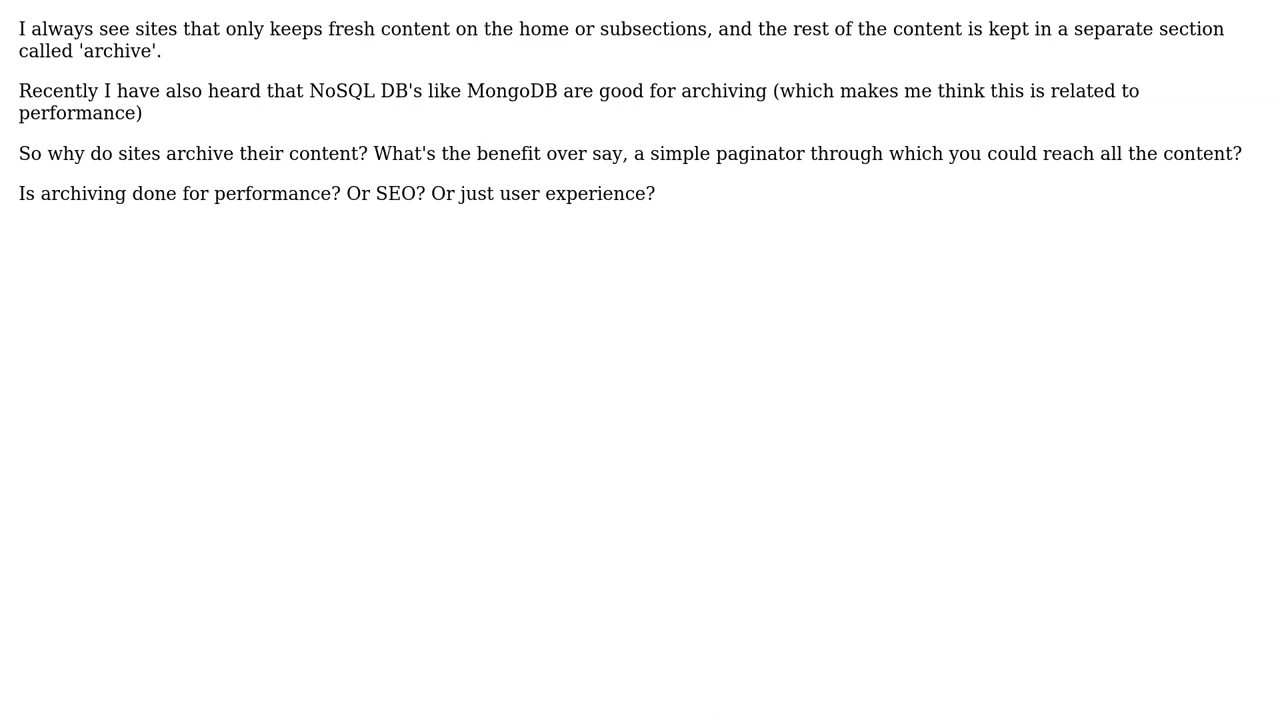 I always see sites that only keeps fresh content on the home or subsections, and the rest of the content is kept in a separate section
called 'archive'.
Recently I have also heard that NoSQL DB's like MongoDB are good for archiving (which makes me think this is related to
performance)
So why do sites archive their content? What's the benefit over say, a simple paginator through which you could reach all the content?
Is archiving done for performance? Or SEO? Or just user experience?